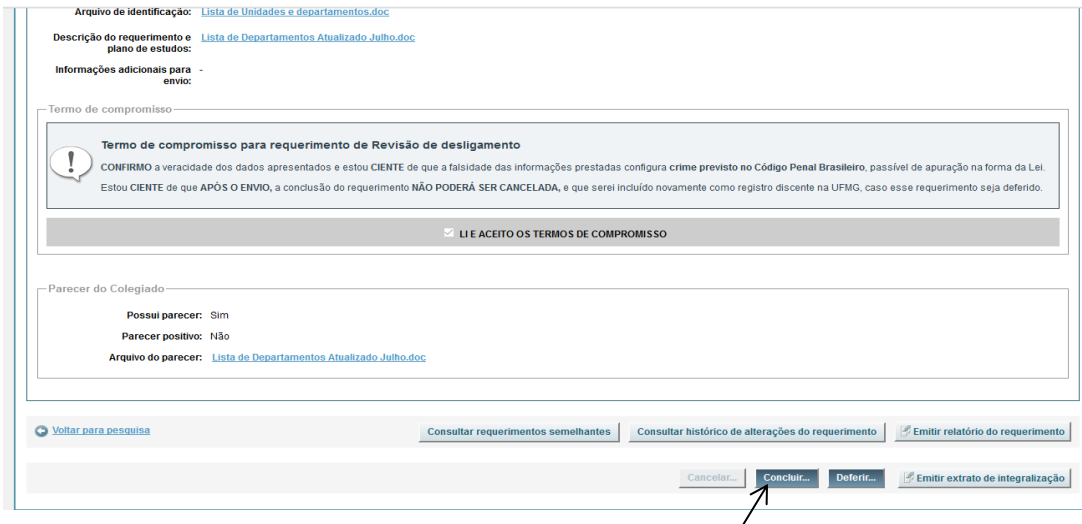 Arquivo de identificação: Lista de Unidades e departamentos.doc
Descrição do requerimento e plano de estudos: Lista de Departamentos Atualizado Julho.doc
Informações adicionais para envio: -
Termo de compromisso
Termo de compromisso para requerimento de Revisão de desligamento
CONFIRMO a veracidade dos dados apresentados e estou CIENTE de que a falsidade das informações prestadas configura crime previsto no Código Penal Brasileiro, passível de apuração na forma da Lei.
Estou CIENTE de que APÓS O ENVIO, a conclusão do requerimento NÃO PODERÁ SER CANCELADA, e que serei incluído novamente como registro discente na UFMG, caso esse requerimento seja deferido.
LI E ACEITO OS TERMOS DE COMPROMISSO
Parecer do Colegiado
Possui parecer: Sim
Parecer positivo: Não
Arquivo do parecer: Lista de Departamentos Atualizado Julho.doc
Voltar para pesquisa Consultar requerimentos semelhantes Consultar histórico de alterações do requerimento Emitir relatório do requerimento
Cancelar... Concluir... Deferir... Emitir extrato de integralização